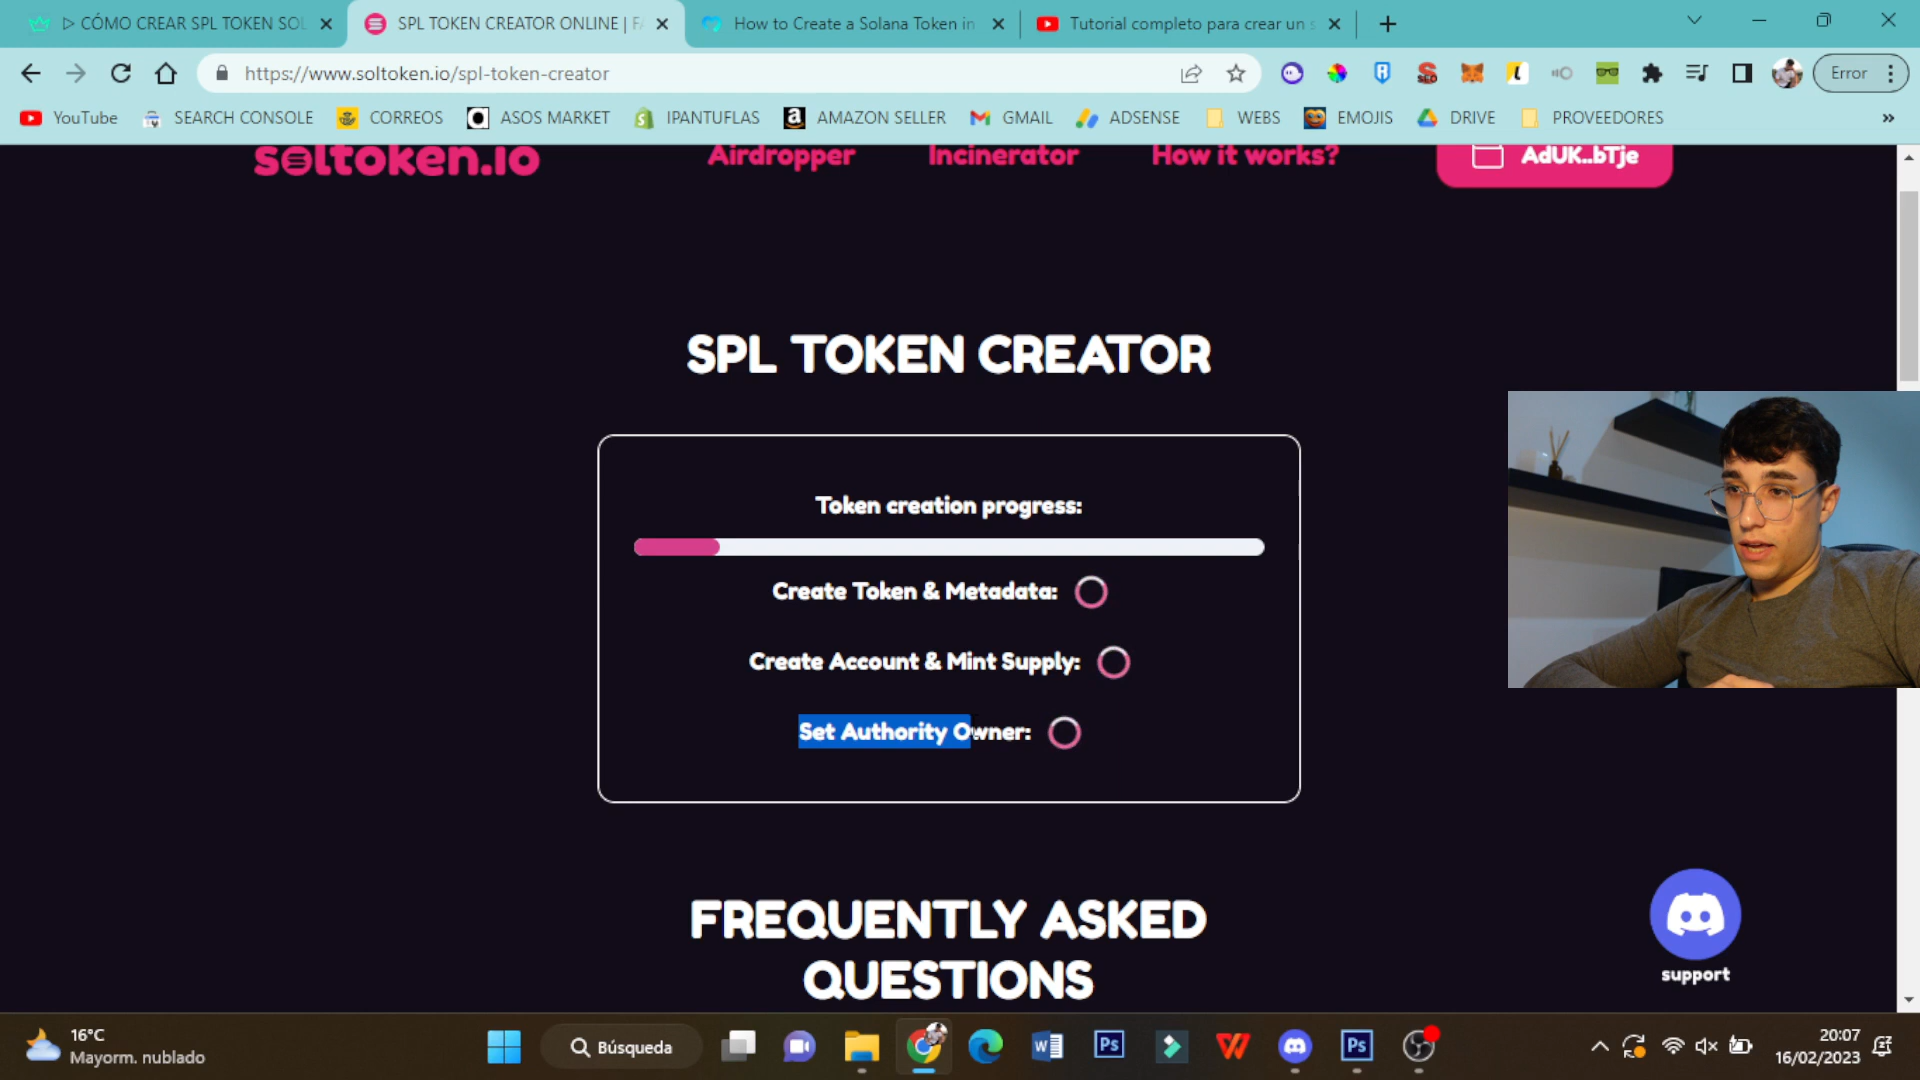 ▷ CÓMO CREAR SPL TOKEN SOL
SPL TOKEN CREATOR ONLINE | FA
How to Create a Solana Token in
Tutorial completo para crear un s
https://www.soltoken.io/spl-token-creator
Error
YouTube
SEARCH CONSOLE
CORREOS
ASOS MARKET
IPANTUFLAS
AMAZON SELLER
GMAIL
ADSENSE
WEBS
EMOJIS
DRIVE
PROVEEDORES
»
soltoken.io
Airdropper
Incinerator
How it works?
AdUK..bTje
SPL TOKEN CREATOR
Token creation progress:
Create Token & Metadata:
Create Account & Mint Supply:
Set Authority Owner:
FREQUENTLY ASKED
QUESTIONS
support
16°C
Mayorm. nublado
Búsqueda
20:07
16/02/2023